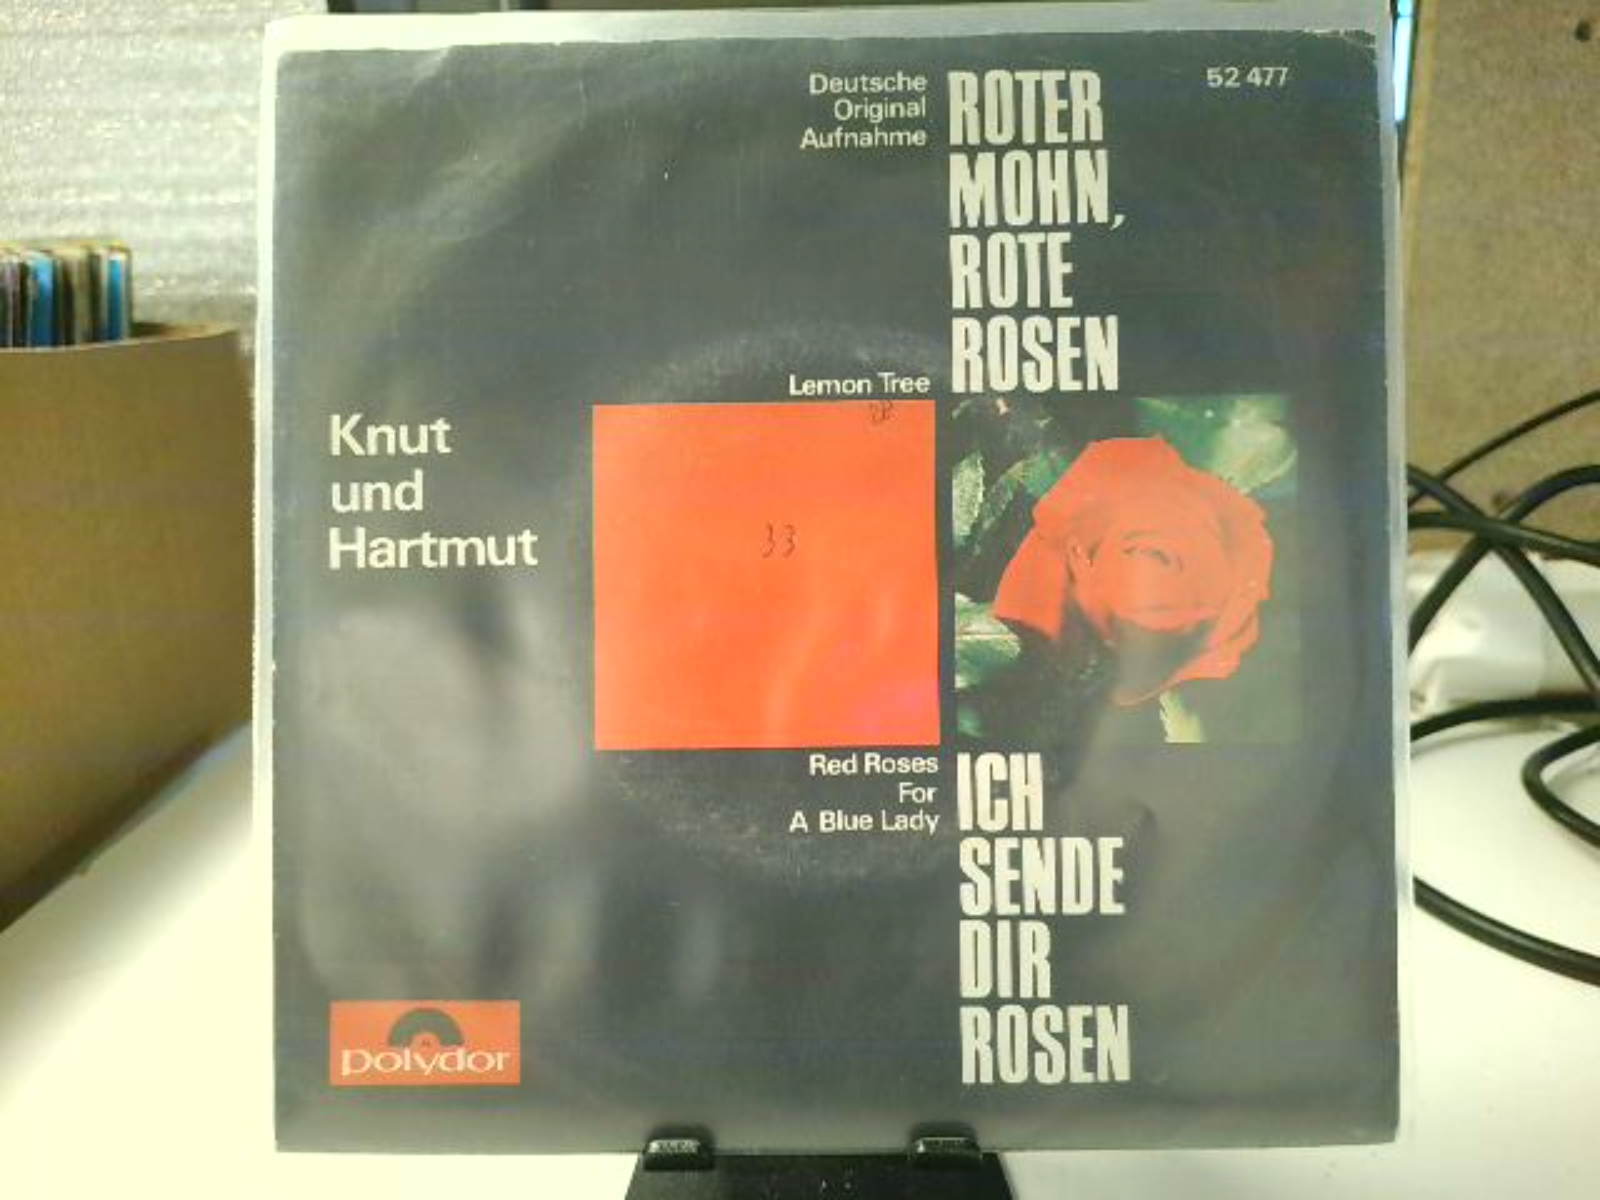 Deutsche
Original
Aufnahme
ROTER
MOHN,
ROTE
ROSEN
52 477
Lemon Tree
Knut
und
Hartmut
33
Red Roses
For
A Blue Lady
ICH
SENDE
DIR
ROSEN
polydor